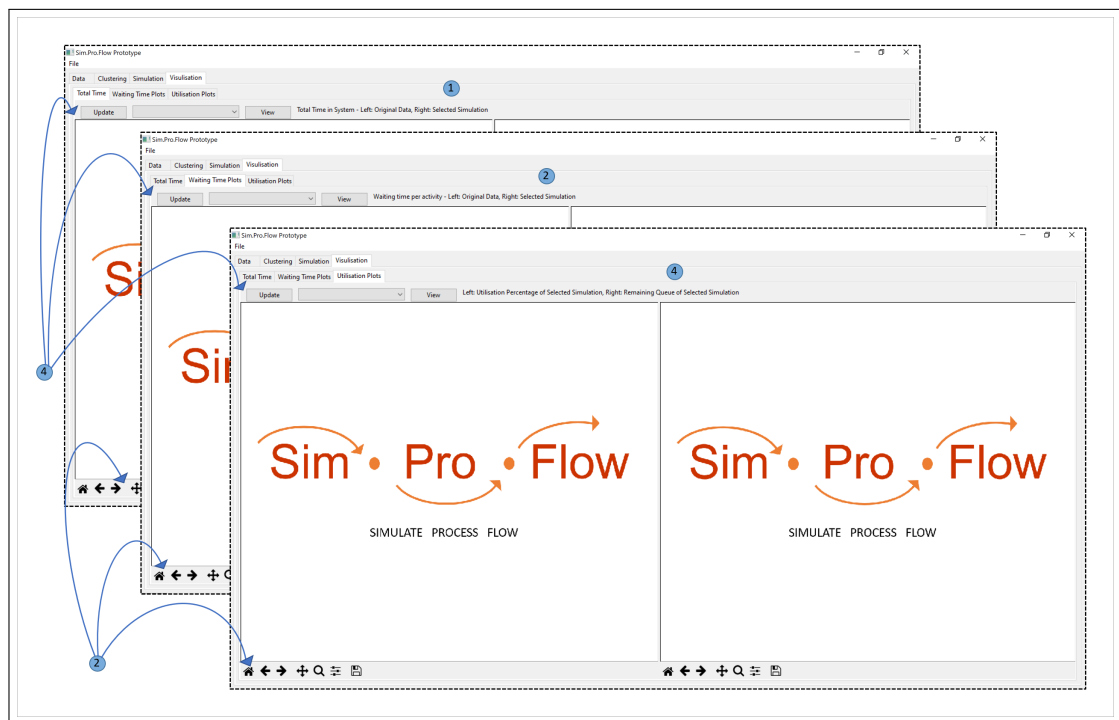 Sim.Pro.Flow Prototype
File
Data Clustering Simulation Visulisation
1
Total Time Waiting Time Plots Utilisation Plots
Update View Total Time in System - Left: Original Data, Right: Selected Simulation
Sim.Pro.Flow Prototype
File
Data Clustering Simulation Visulisation
2
Total Time Waiting Time Plots Utilisation Plots
Update View Waiting time per activity - Left: Original Data, Right: Selected Simulation
Sim.Pro.Flow Prototype
File
Data Clustering Simulation Visulisation
4
Total Time Waiting Time Plots Utilisation Plots
Update View Left: Utilisation Percentage of Selected Simulation, Right: Remaining Queue of Selected Simulation
Si
4
Sim
Sim • Pro • Flow
SIMULATE PROCESS FLOW
Sim • Pro • Flow
SIMULATE PROCESS FLOW
2